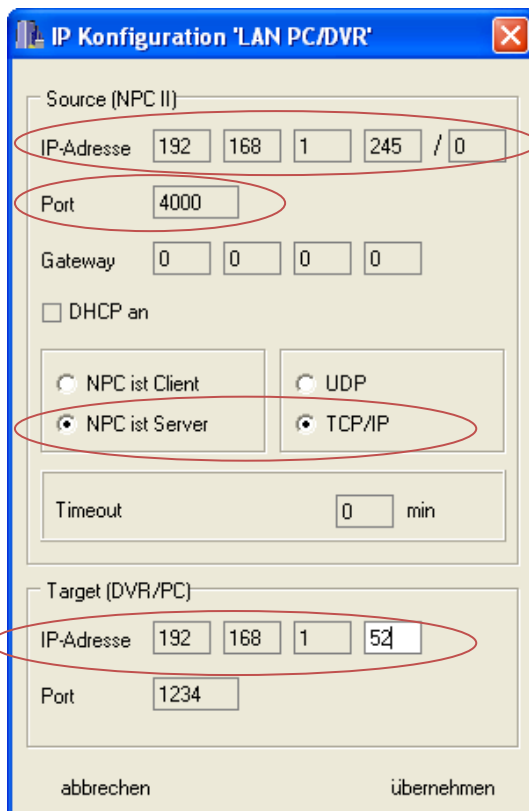 IP Konfiguration 'LAN PC/DVR'
Source (NPC II)
IP-Adresse 192 168 1 245 / 0
Port 4000
Gateway 0 0 0 0
DHCP an
NPC ist Client UDP
NPC ist Server TCP/IP
Timeout 0 min
Target (DVR/PC)
IP-Adresse 192 168 1 52
Port 1234
abbrechen übernehmen